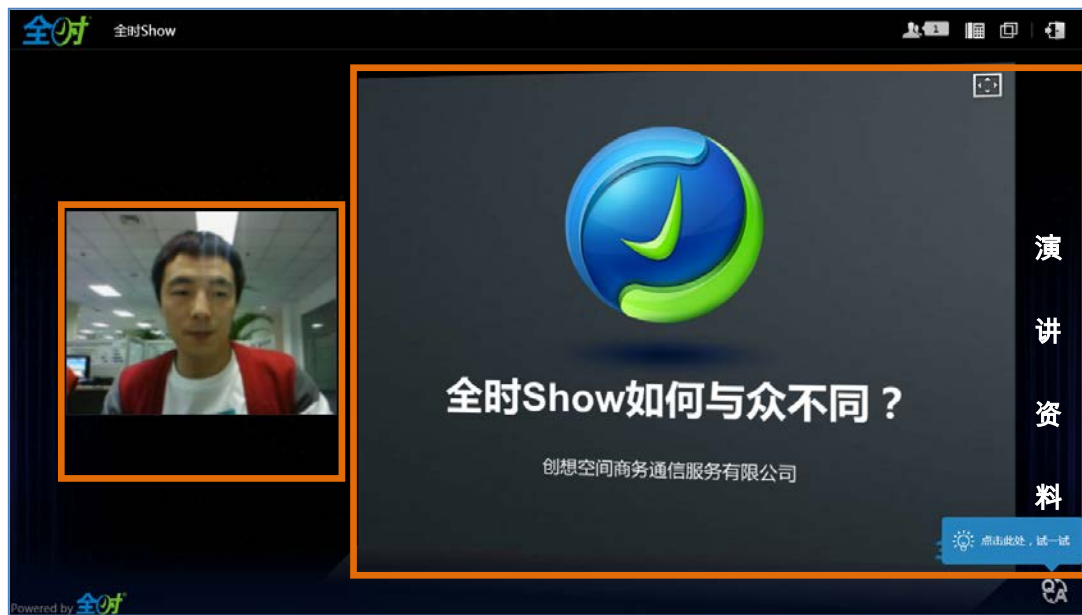 全时 全时Show 1
全时Show如何与众不同？
创想空间商务通信服务有限公司
演
讲
资
料
点击此处，试一试
QA
Powered by 全时